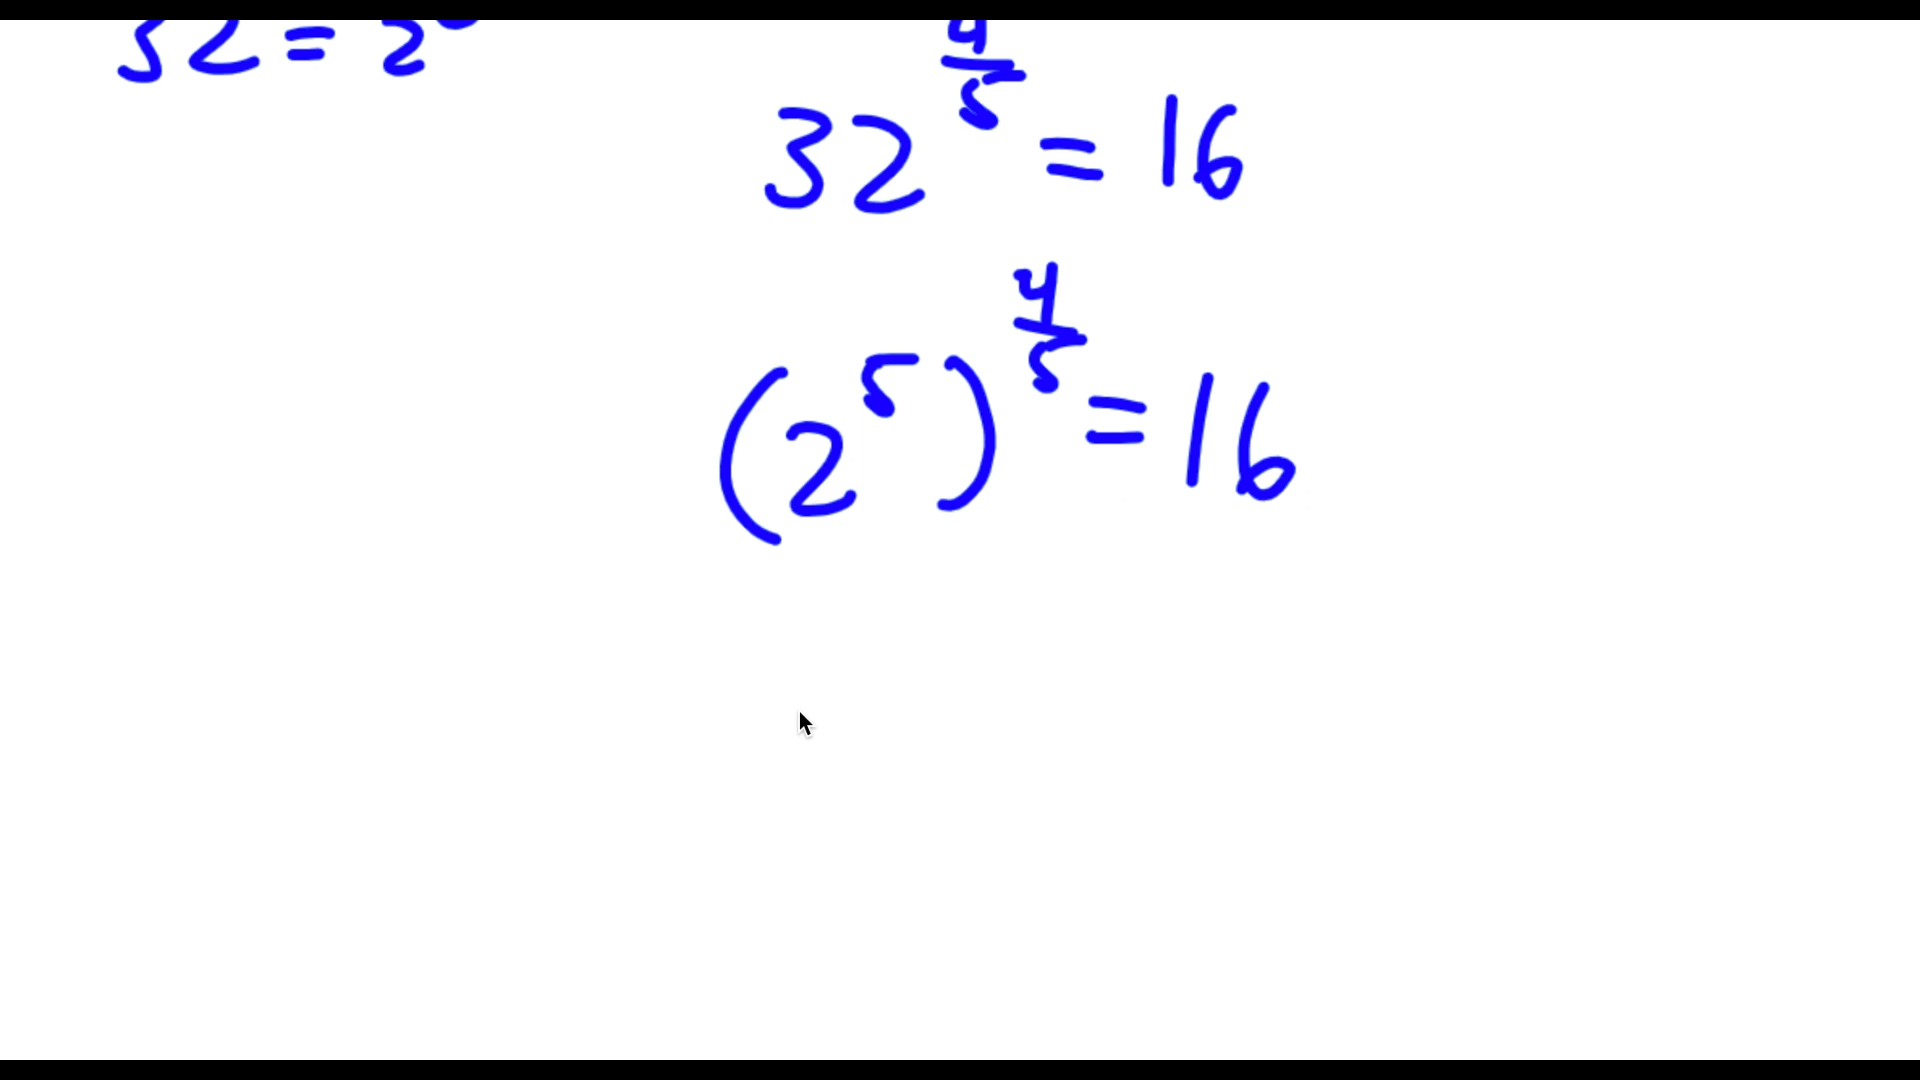 32 = 2
32^(4/5) = 16
(2^5)^(4/5) = 16